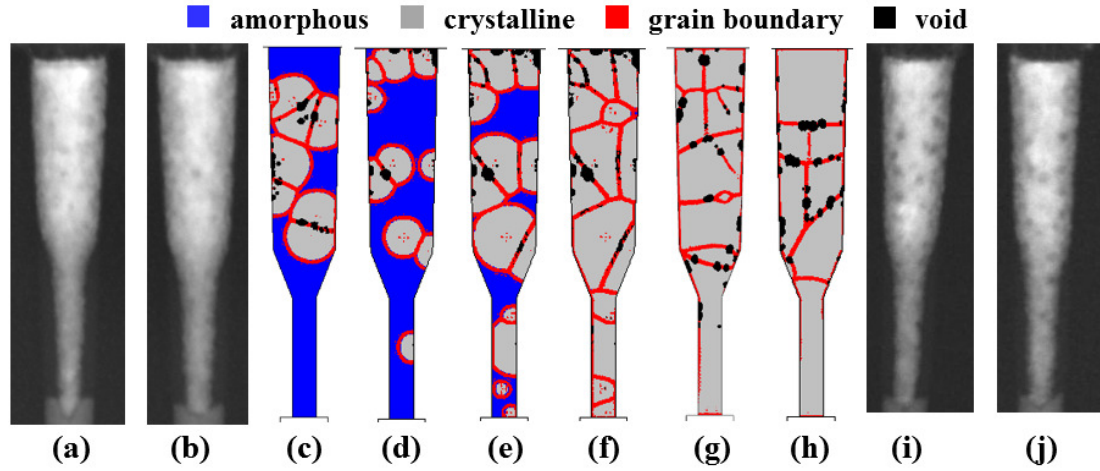 amorphous crystalline grain boundary void
(a) (b) (c) (d) (e) (f) (g) (h) (i) (j)